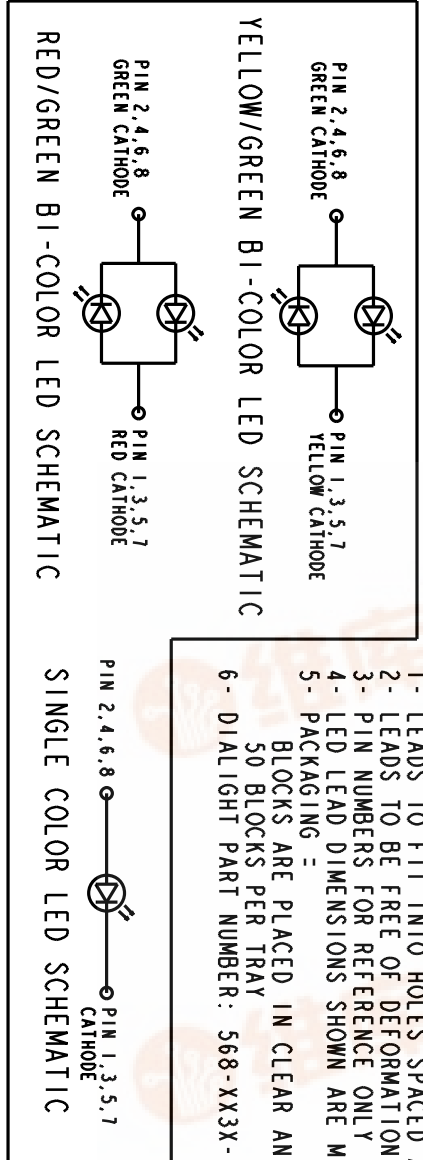 PIN 2,4,6,8
GREEN CATHODE
PIN 1,3,5,7
YELLOW CATHODE
YELLOW/GREEN BI-COLOR LED SCHEMATIC
PIN 2,4,6,8
GREEN CATHODE
PIN 1,3,5,7
RED CATHODE
RED/GREEN BI-COLOR LED SCHEMATIC
1- LEADS TO FIT INTO HOLES SPACED
2- LEADS TO BE FREE OF DEFORMATION
3- PIN NUMBERS FOR REFERENCE ONLY
4- LED LEAD DIMENSIONS SHOWN ARE M
5- PACKAGING =
BLOCKS ARE PLACED IN CLEAR AN
50 BLOCKS PER TRAY
6- DIALIGHT PART NUMBER: 568-XX3X-
PIN 2,4,6,8
PIN 1,3,5,7
CATHODE
SINGLE COLOR LED SCHEMATIC